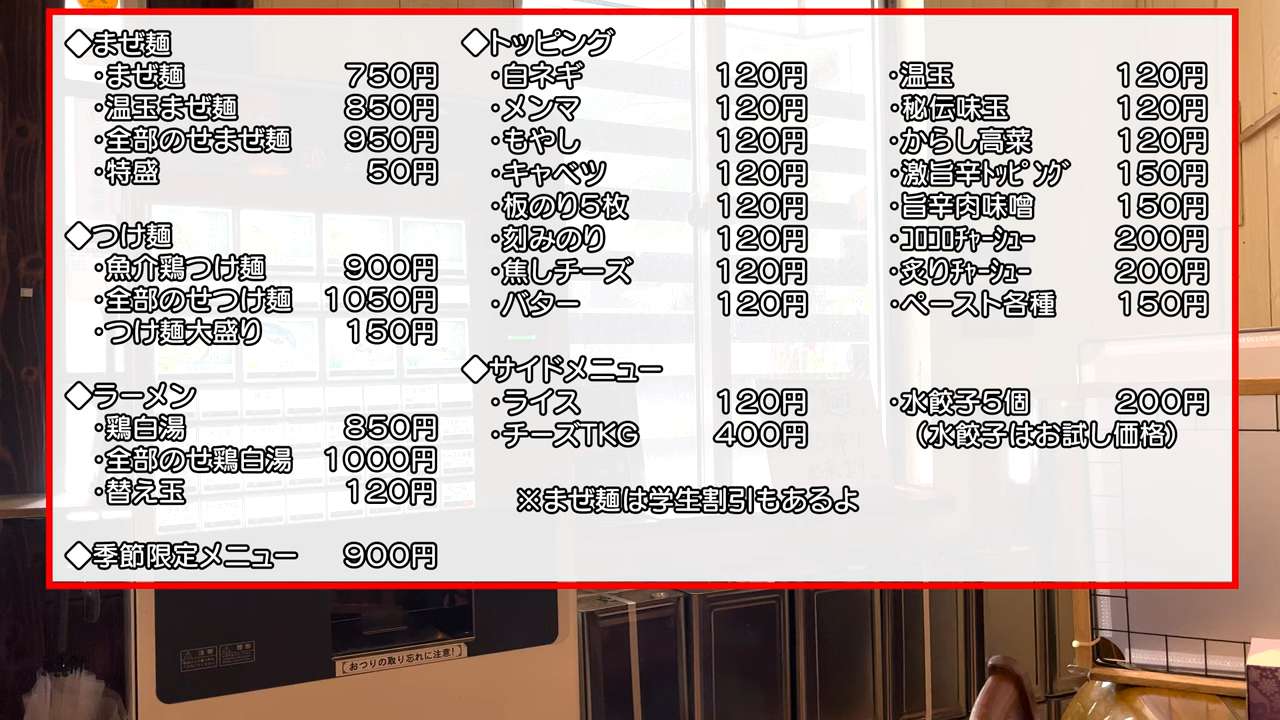 ◇まぜ麺
・まぜ麺 750円
・温玉まぜ麺 850円
・全部のせまぜ麺 950円
・特盛 50円
◇つけ麺
・魚介鶏つけ麺 900円
・全部のせつけ麺 1050円
・つけ麺大盛り 150円
◇ラーメン
・鶏白湯 850円
・全部のせ鶏白湯 1000円
・替え玉 120円
◇季節限定メニュー 900円
◇トッピング
・白ネギ 120円
・メンマ 120円
・もやし 120円
・キャベツ 120円
・板のり5枚 120円
・刻みのり 120円
・焦しチーズ 120円
・バター 120円
・温玉 120円
・秘伝味玉 120円
・からし高菜 120円
・激旨辛ﾄｯﾋﾟﾝｸﾞ 150円
・旨辛肉味噌 150円
・ｺﾛｺﾛﾁｬｰｼｭｰ 200円
・炙りﾁｬｰｼｭｰ 200円
・ペースト各種 150円
◇サイドメニュー
・ライス 120円
・チーズTKG 400円
・水餃子5個 200円
（水餃子はお試し価格）
※まぜ麺は学生割引もあるよ
【おつりの取り忘れに注意！】